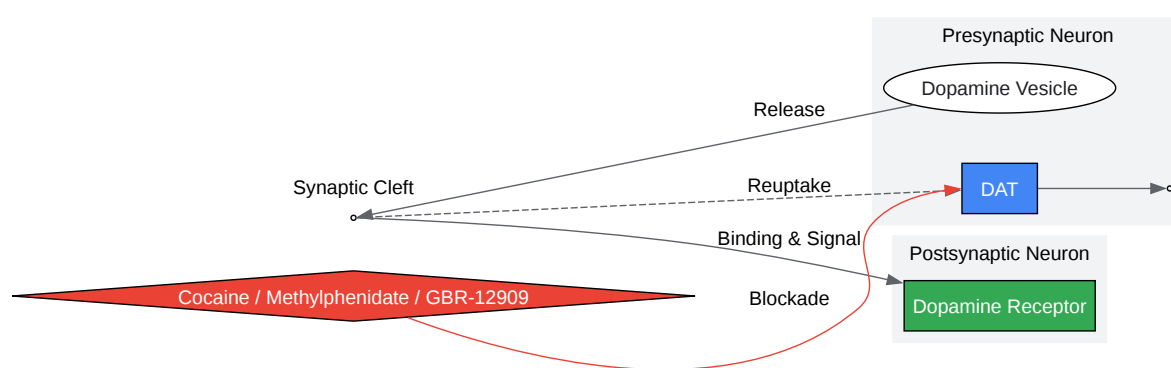 Presynaptic Neuron
Dopamine Vesicle
Release
Synaptic Cleft
Reuptake
DAT
Binding & Signal
Postsynaptic Neuron
Cocaine / Methylphenidate / GBR-12909
Blockade
Dopamine Receptor